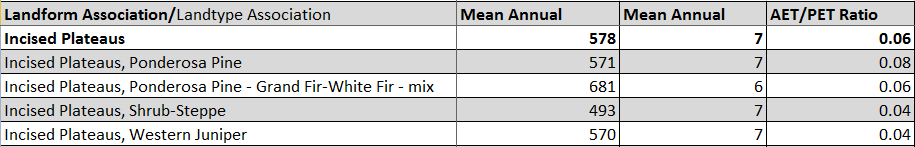 Landform Association/Landtype Association Mean Annual Mean Annual AET/PET Ratio
Incised Plateaus 578 7 0.06
Incised Plateaus, Ponderosa Pine 571 7 0.08
Incised Plateaus, Ponderosa Pine - Grand Fir-White Fir - mix 681 6 0.06
Incised Plateaus, Shrub-Steppe 493 7 0.04
Incised Plateaus, Western Juniper 570 7 0.04